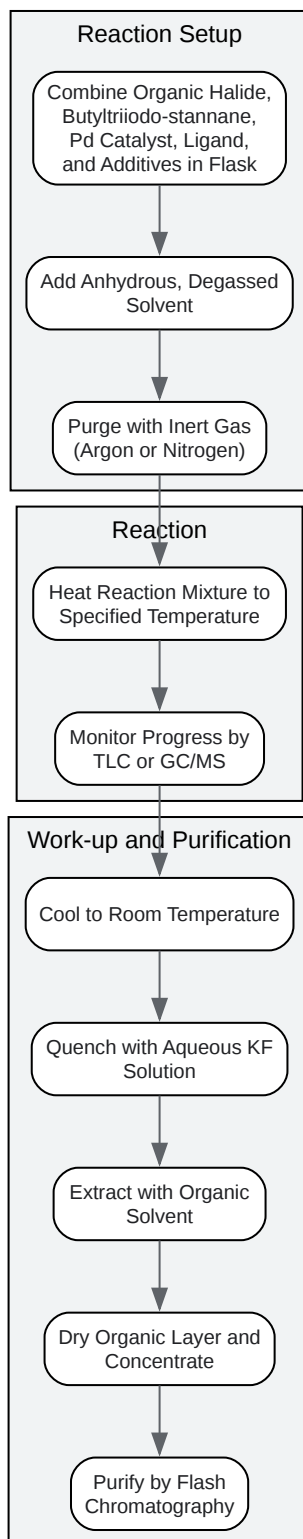 Reaction Setup
Combine Organic Halide,
Butyltriiodo-stannane,
Pd Catalyst, Ligand,
and Additives in Flask
Add Anhydrous, Degassed
Solvent
Purge with Inert Gas
(Argon or Nitrogen)
Reaction
Heat Reaction Mixture to
Specified Temperature
Monitor Progress by
TLC or GC/MS
Work-up and Purification
Cool to Room Temperature
Quench with Aqueous KF
Solution
Extract with Organic
Solvent
Dry Organic Layer and
Concentrate
Purify by Flash
Chromatography